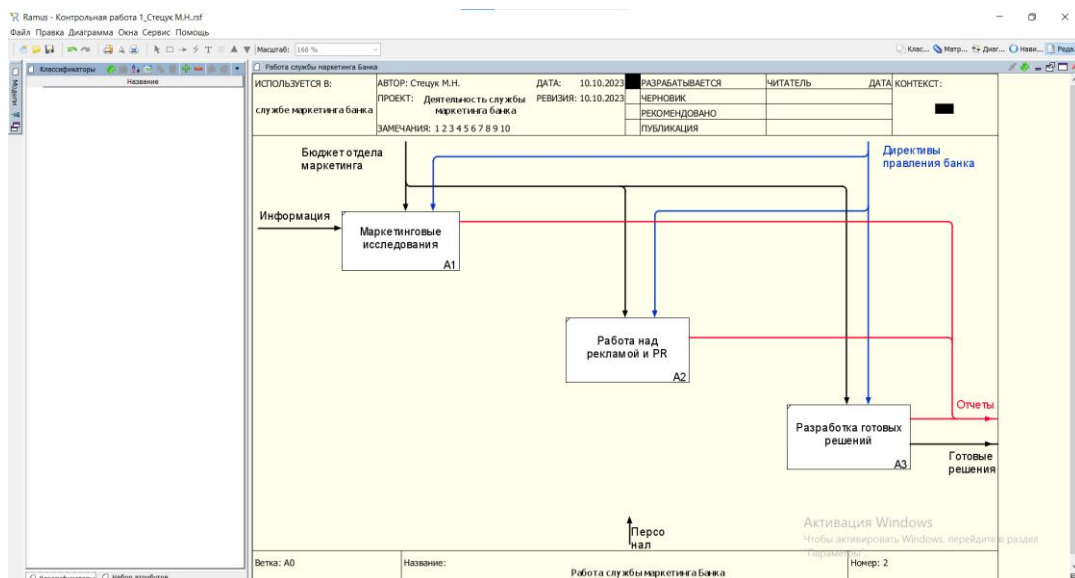 Ramus - Контрольная работа 1_Стецук М.Н..rsf
Файл Правка Диаграмма Окна Сервис Помощь
Масштаб: 166 %
Клас... Матр... Диаг... Нави... Реда..
Модели
Классификаторы
Название
Работа службы маркетинга Банка
ИСПОЛЬЗУЕТСЯ В:
службе маркетинга банка
АВТОР: Стецук М.Н.
ДАТА: 10.10.2023
ПРОЕКТ: Деятельность службы
маркетинга банка
РЕВИЗИЯ: 10.10.2023
ЗАМЕЧАНИЯ: 1 2 3 4 5 6 7 8 9 10
РАЗРАБАТЫВАЕТСЯ
ЧЕРНОВИК
РЕКОМЕНДОВАНО
ПУБЛИКАЦИЯ
ЧИТАТЕЛЬ
ДАТА
КОНТЕКСТ:
Бюджет отдела
маркетинга
Директивы
правления банка
Информация
Маркетинговые
исследования
A1
Работа над
рекламой и PR
A2
Отчеты
Разработка готовых
решений
A3
Готовые
решения
Персо
нал
Активация Windows
Чтобы активировать Windows, перейдите в раздел
"Параметры"
Ветка: A0
Название:
Работа службы маркетинга Банка
Номер: 2
Классификатор
Набор атрибутов